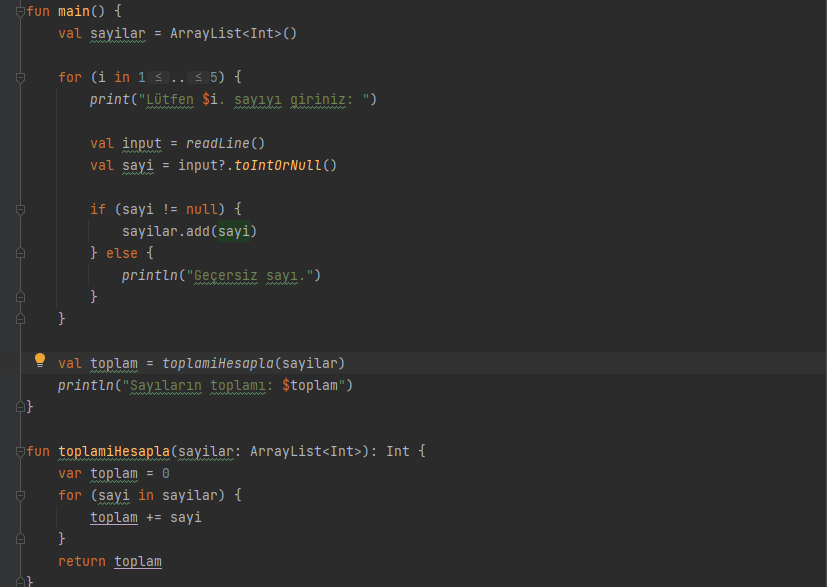 fun main() {
    val sayilar = ArrayList<Int>()
    for (i in 1 ≤ .. ≤ 5) {
        print("Lütfen $i. sayıyı giriniz: ")
        val input = readLine()
        val sayi = input?.toIntOrNull()
        if (sayi != null) {
            sayilar.add(sayi)
        } else {
            println("Geçersiz sayı.")
        }
    }
    val toplam = toplamiHesapla(sayilar)
    println("Sayıların toplamı: $toplam")
}
fun toplamiHesapla(sayilar: ArrayList<Int>): Int {
    var toplam = 0
    for (sayi in sayilar) {
        toplam += sayi
    }
    return toplam
}